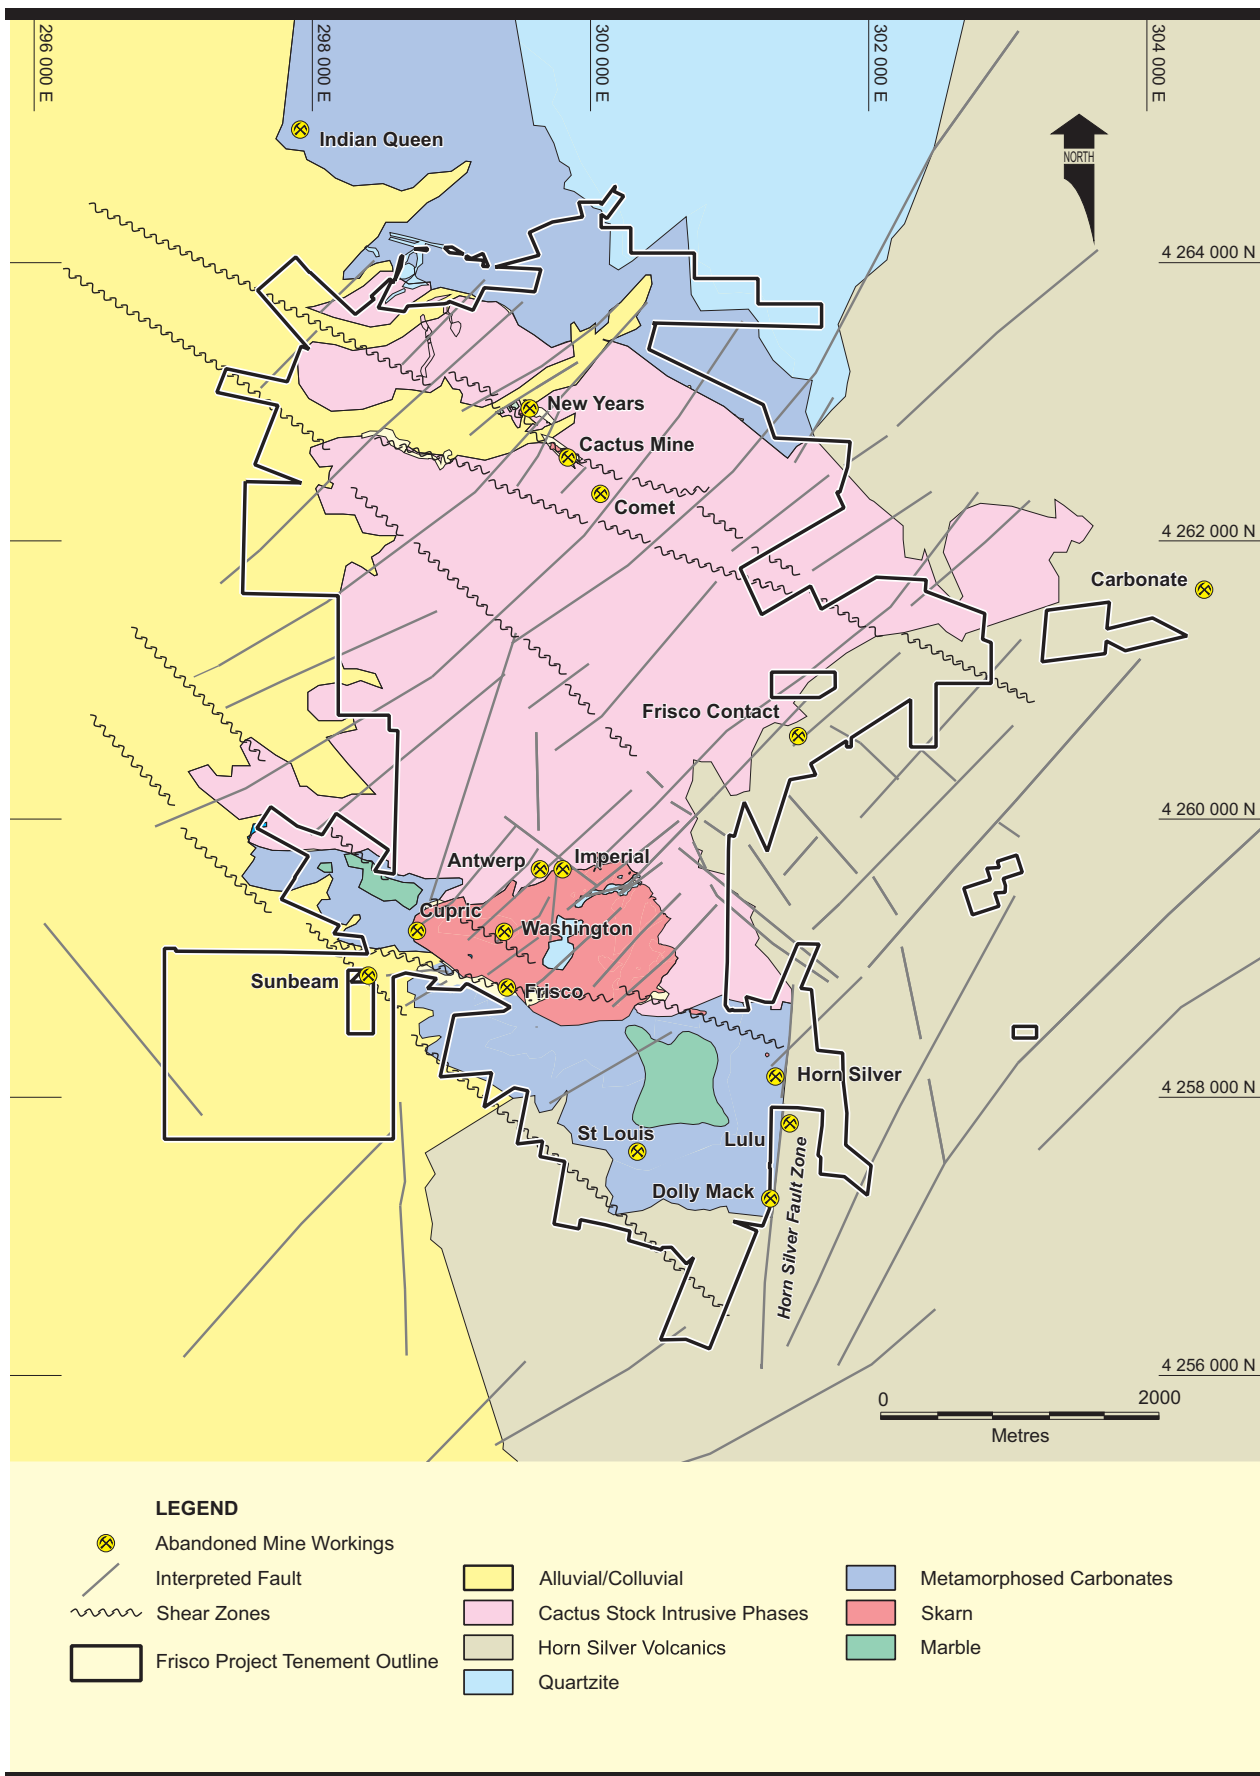 296 000 E
298 000 E
300 000 E
302 000 E
304 000 E
Indian Queen
NORTH
4 264 000 N
New Years
Cactus Mine
Comet
4 262 000 N
Carbonate
Frisco Contact
4 260 000 N
Antwerp
Imperial
Cupric
Washington
Sunbeam
Frisco
Horn Silver
4 258 000 N
St Louis
Lulu
Dolly Mack
Horn Silver Fault Zone
4 256 000 N
0
2000
Metres
LEGEND
Abandoned Mine Workings
Interpreted Fault
Shear Zones
Frisco Project Tenement Outline
Alluvial/Colluvial
Cactus Stock Intrusive Phases
Horn Silver Volcanics
Quartzite
Metamorphosed Carbonates
Skarn
Marble